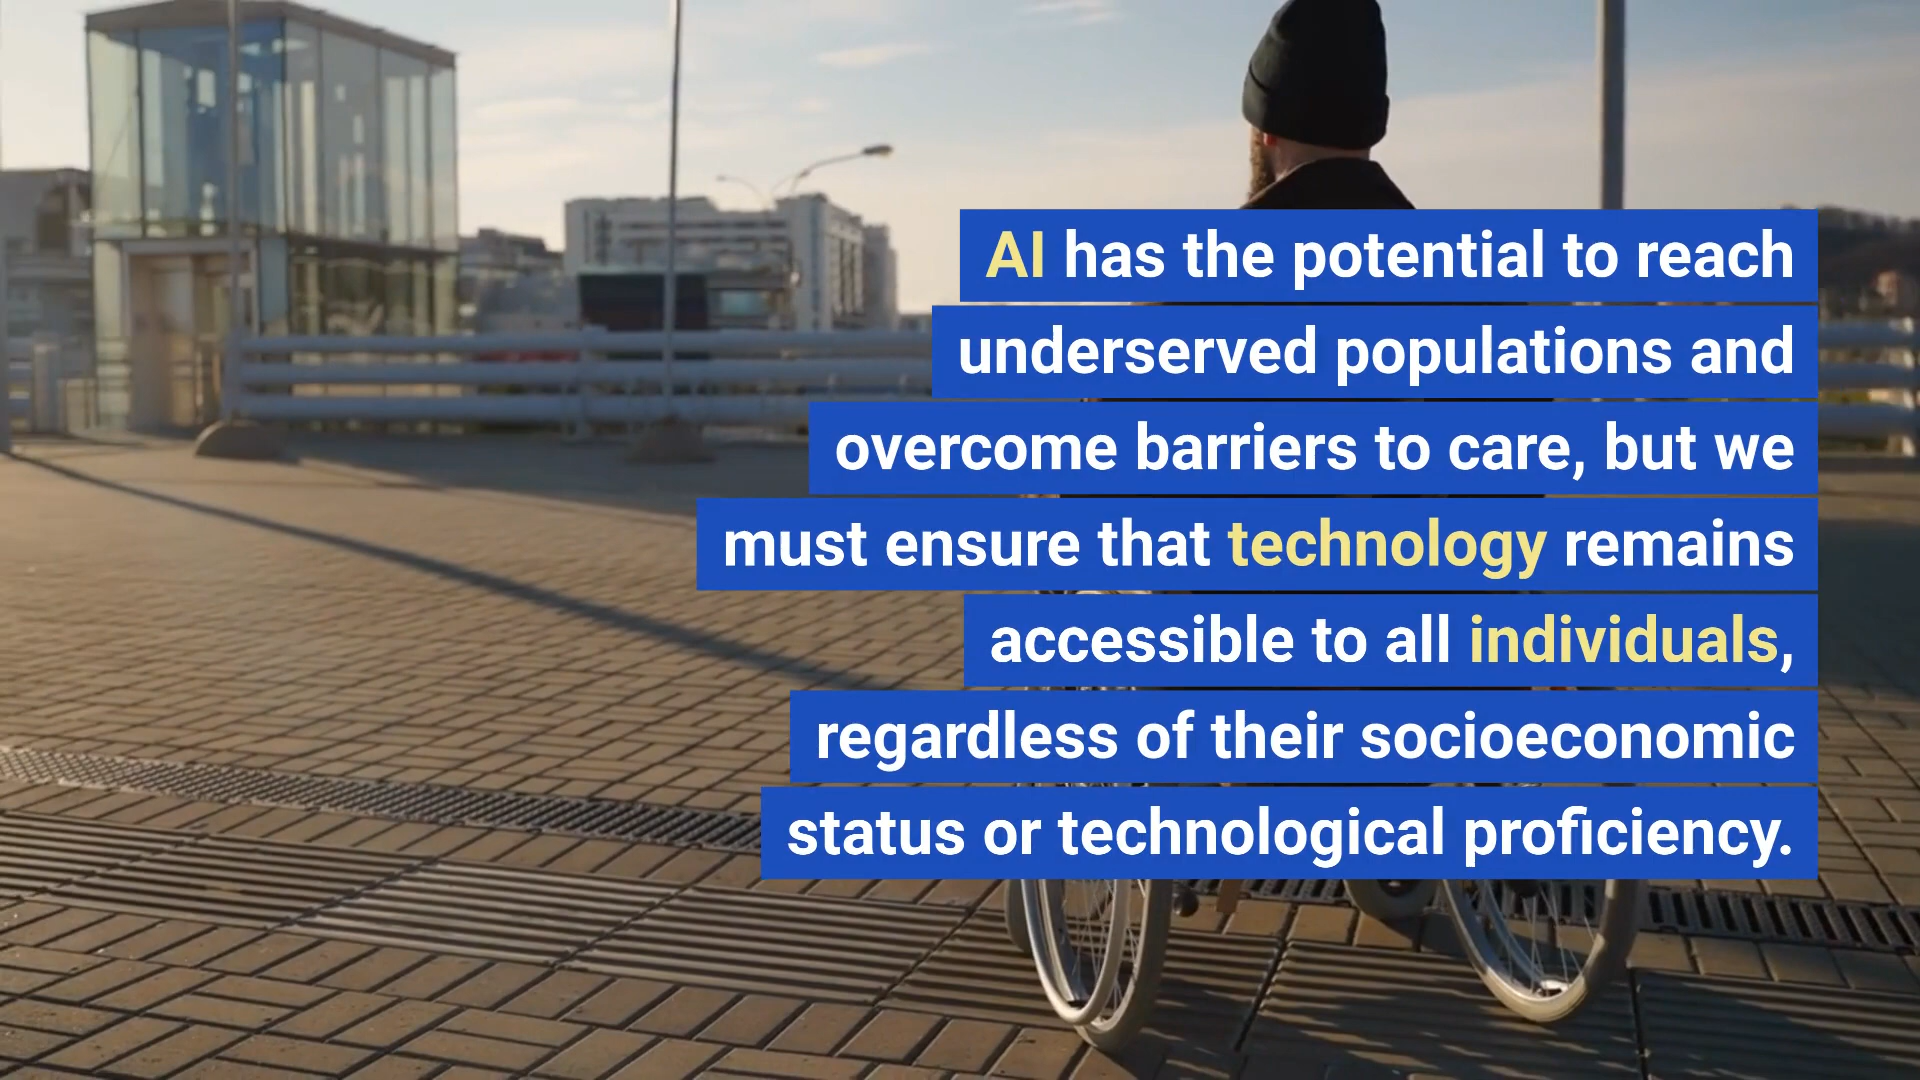 AI has the potential to reach
underserved populations and
overcome barriers to care, but we
must ensure that technology remains
accessible to all individuals,
regardless of their socioeconomic
status or technological proficiency.